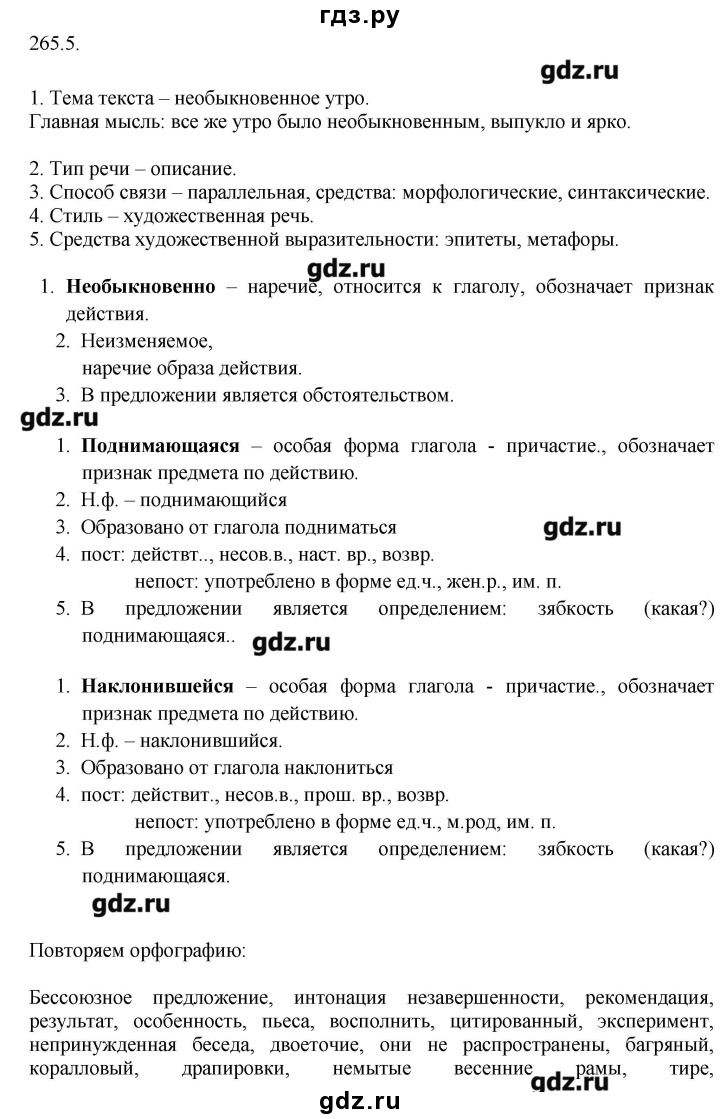 гдз.ру
265.5.
gdz.ru
1. Тема текста – необыкновенное утро.
Главная мысль: все же утро было необыкновенным, выпукло и ярко.
2. Тип речи – описание.
3. Способ связи – параллельная, средства: морфологические, синтаксические.
4. Стиль – художественная речь.
5. Средства художественной выразительности: эпитеты, метафоры.
gdz.ru
1. Необыкновенно – наречие, относится к глаголу, обозначает признак
действия.
2. Неизменяемое,
наречие образа действия.
3. В предложении является обстоятельством.
gdz.ru
1. Поднимающаяся – особая форма глагола - причастие., обозначает
признак предмета по действию.
2. Н.ф. – поднимающийся
3. Образовано от глагола подниматься
gdz.ru
4. пост: действт.., несов.в., наст. вр., возвр.
непост: употреблено в форме ед.ч., жен.р., им. п.
5. В предложении является определением: зябкость (какая?)
поднимающаяся..
gdz.ru
1. Наклонившейся – особая форма глагола - причастие., обозначает
признак предмета по действию.
2. Н.ф. – наклонившийся.
3. Образовано от глагола наклониться
4. пост: действит., несов.в., прош. вр., возвр.
непост: употреблено в форме ед.ч., м.род, им. п.
5. В предложении является определением: зябкость (какая?)
поднимающаяся.
gdz.ru
Повторяем орфографию:
Бессоюзное предложение, интонация незавершенности, рекомендация,
результат, особенность, пьеса, восполнить, цитированный, эксперимент,
непринужденная беседа, двоеточие, они не распространены, багряный,
коралловый, драпировки, немытые весенние рамы, тире,
gdz.ru
gdz.ru